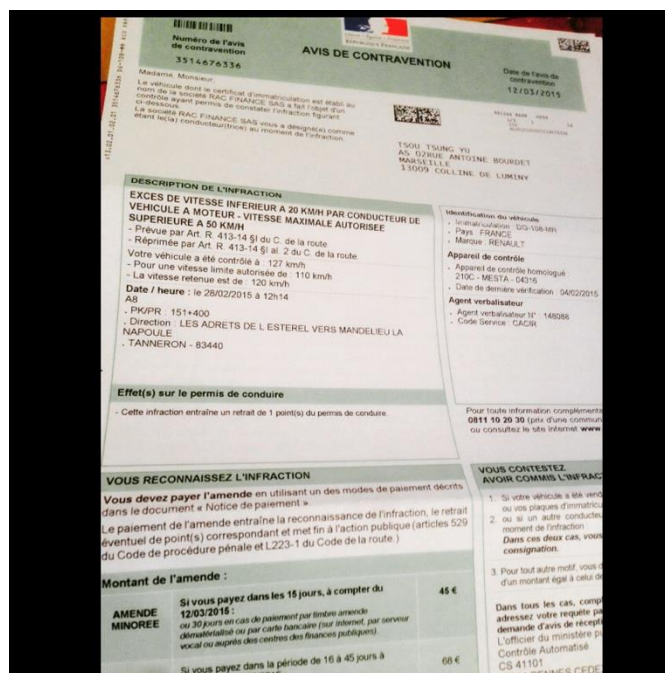 Numéro de l'avis
de contravention
3514676336
RÉPUBLIQUE FRANÇAISE
AVIS DE CONTRAVENTION
Date de l'avis de
contravention
12/03/2015
Madame, Monsieur,
Le véhicule dont le certificat d'immatriculation est établi au
nom de la société RAC FINANCE SAS a fait l'objet d'un
contrôle ayant permis de constater l'infraction figurant
ci-dessous.
La société RAC FINANCE SAS vous a désigné(e) comme
étant le(la) conducteur(trice) au moment de l'infraction.
TSOU TSUNG YU
AS 02RUE ANTOINE BOURDET
MARSEILLE
13009 COLLINE DE LUMINY
DESCRIPTION DE L'INFRACTION
EXCES DE VITESSE INFERIEUR A 20 KM/H PAR CONDUCTEUR DE
VEHICULE A MOTEUR - VITESSE MAXIMALE AUTORISEE
SUPERIEURE A 50 KM/H
- Prévue par Art. R. 413-14 §I du C. de la route
- Réprimée par Art. R. 413-14 §I al. 2 du C. de la route
Votre véhicule a été contrôlé à : 127 km/h
- Pour une vitesse limite autorisée de : 110 km/h
- La vitesse retenue est de : 120 km/h
Date / heure : le 28/02/2015 à 12h14
A8
. PK/PR : 151+400
. Direction : LES ADRETS DE L ESTEREL VERS MANDELIEU LA
NAPOULE
. TANNERON - 83440
Identification du véhicule
. Immatriculation : DG-108-MR
. Pays : FRANCE
. Marque : RENAULT
Appareil de contrôle
. Appareil de contrôle homologué
210C - MESTA - 04316
. Date de dernière vérification : 04/02/2015
Agent verbalisateur
. Agent verbalisateur N° : 148088
. Code Service : CACIR
Effet(s) sur le permis de conduire
- Cette infraction entraîne un retrait de 1 point(s) du permis de conduire.
Pour toute information complémenta
0811 10 20 30 (prix d'une commun
ou consultez le site internet www
VOUS RECONNAISSEZ L'INFRACTION
Vous devez payer l'amende en utilisant un des modes de paiement décrits
dans le document « Notice de paiement ».
Le paiement de l'amende entraîne la reconnaissance de l'infraction, le retrait
éventuel de point(s) correspondant et met fin à l'action publique (articles 529
du Code de procédure pénale et L223-1 du Code de la route.)
Montant de l'amende :
AMENDE
MINOREE
Si vous payez dans les 15 jours, à compter du
12/03/2015 :
ou 30 jours en cas de paiement par timbre amende
dématérialisé ou par carte bancaire (sur internet, par serveur
vocal ou auprès des centres des finances publiques).
45 €
Si vous payez dans la période de 16 à 45 jours à
68 €
VOUS CONTESTEZ
AVOIR COMMIS L'INFRAC
1. Si votre véhicule a été vend
ou vos plaques d'immatricu
2. ou si un autre conducteu
moment de l'infraction
Dans ces deux cas, vous
consignation.
3. Pour tout autre motif, vous d
d'un montant égal à celui de
Dans tous les cas, comp
adressez votre requête pa
demande d'avis de récepti
L'officier du ministère pu
Contrôle Automatisé
CS 41101
RENNES CEDE